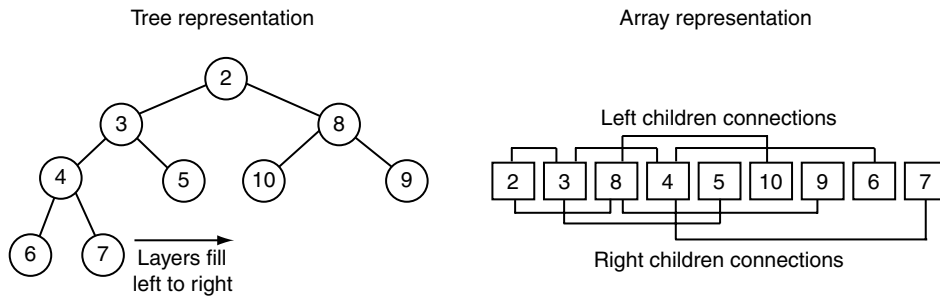 Tree representation
Array representation
2
3
8
4
5
10
9
6
7
Layers fill
left to right
Left children connections
2 3 8 4 5 10 9 6 7
Right children connections